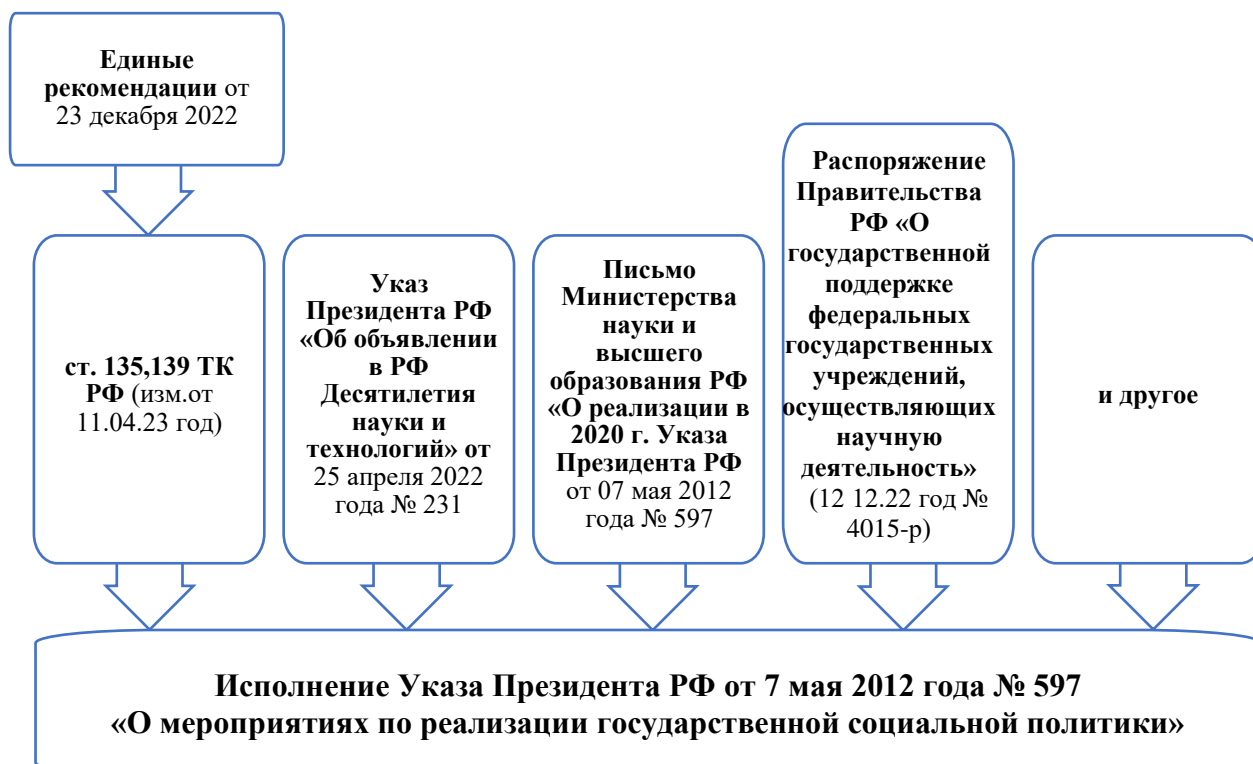 Единые
рекомендации от
23 декабря 2022
ст. 135,139 ТК
РФ (изм.от
11.04.23 год)
Указ
Президента РФ
«Об объявлении
в РФ
Десятилетия
науки и
технологий» от
25 апреля 2022
года № 231
Письмо
Министерства
науки и
высшего
образования РФ
«О реализации в
2020 г. Указа
Президента РФ
от 07 мая 2012
года № 597
Распоряжение
Правительства
РФ «О
государственной
поддержке
федеральных
государственных
учреждений,
осуществляющих
научную
деятельность»
(12 12.22 год №
4015-р)
и другое
Исполнение Указа Президента РФ от 7 мая 2012 года № 597
«О мероприятиях по реализации государственной социальной политики»